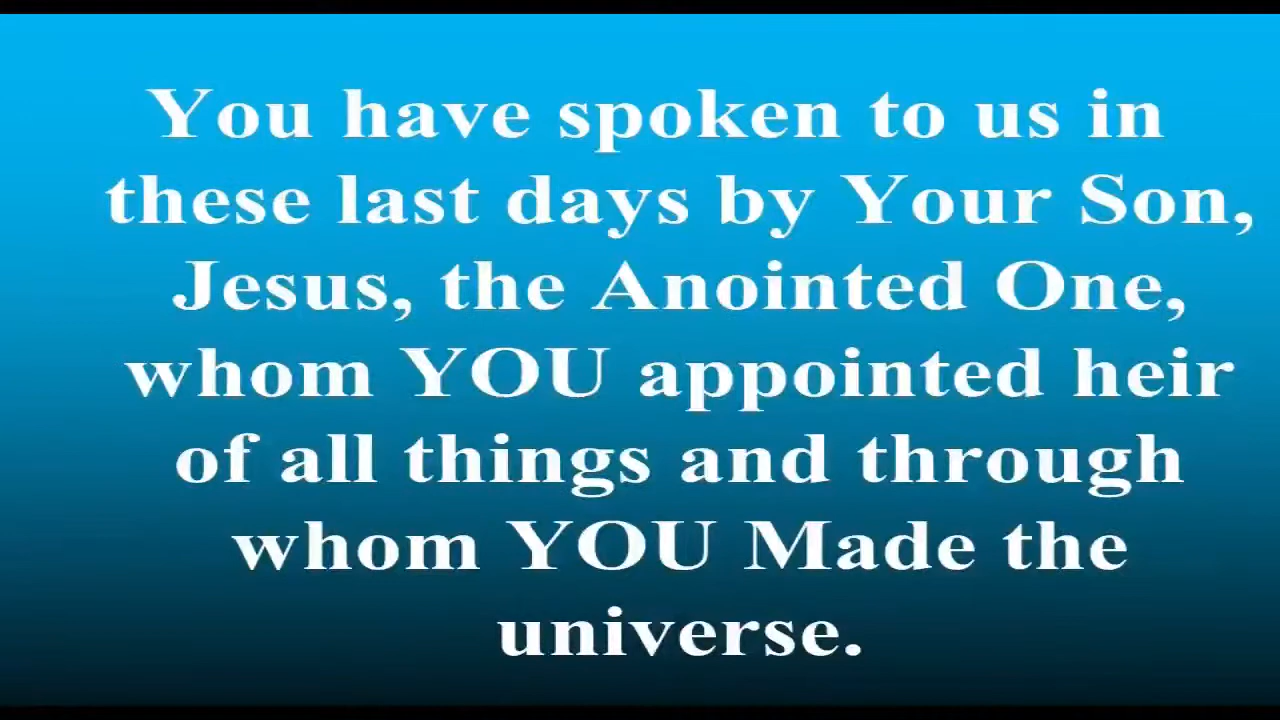 You have spoken to us in
these last days by Your Son,
Jesus, the Anointed One,
whom YOU appointed heir
of all things and through
whom YOU Made the
universe.